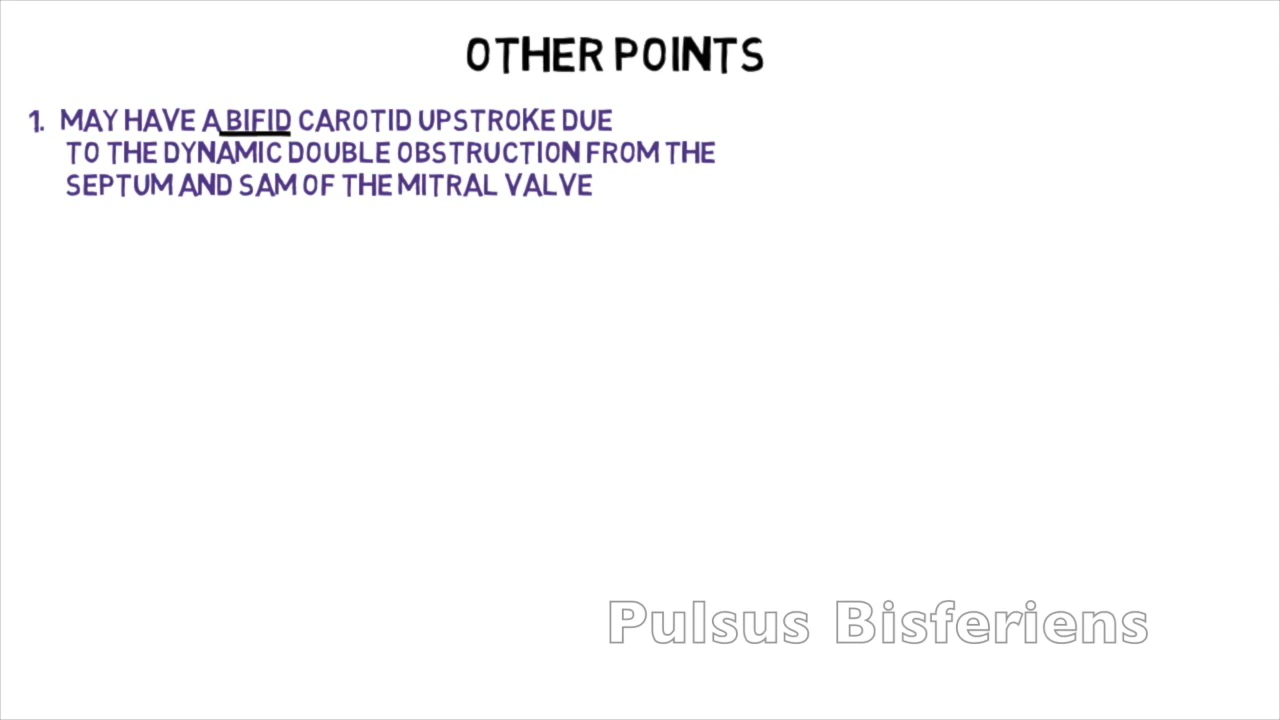 OTHER POINTS
1. MAY HAVE A BIFID CAROTID UPSTROKE DUE
TO THE DYNAMIC DOUBLE OBSTRUCTION FROM THE
SEPTUM AND SAM OF THE MITRAL VALVE
Pulsus Bisferiens